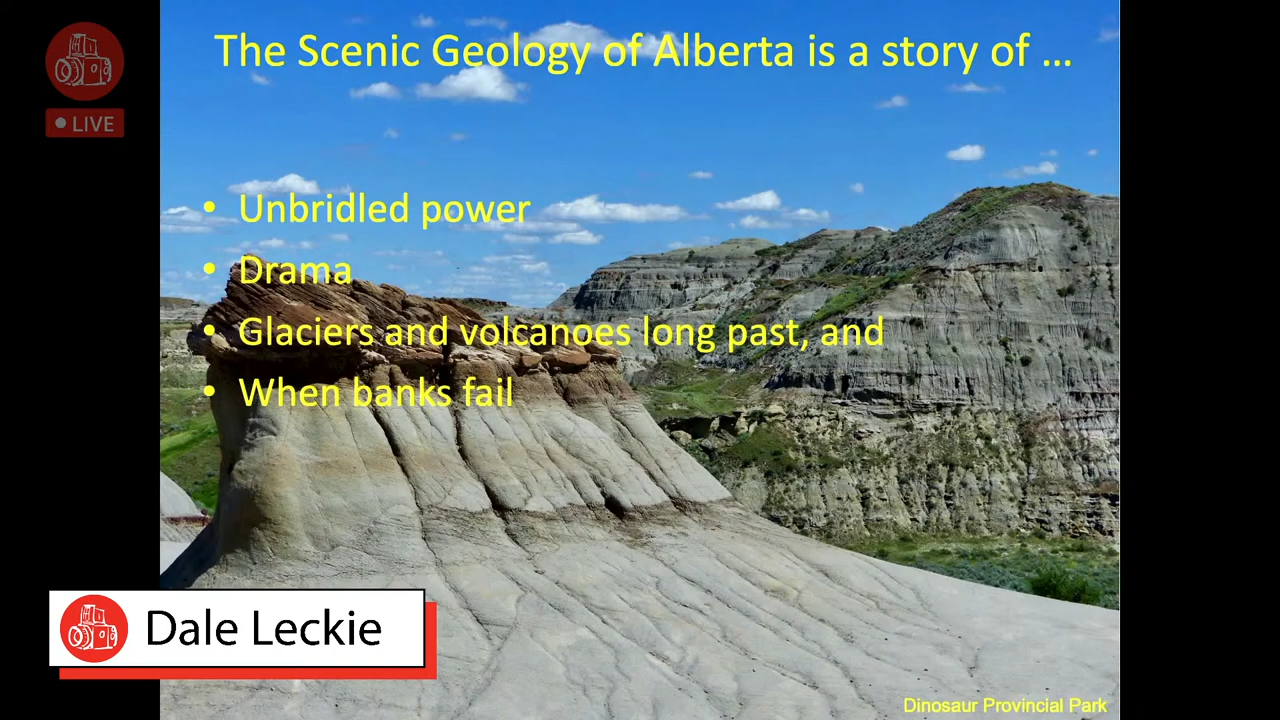 The Scenic Geology of Alberta is a story of ...
LIVE
• Unbridled power
• Drama
• Glaciers and volcanoes long past, and
• When banks fail
Dale Leckie
Dinosaur Provincial Park